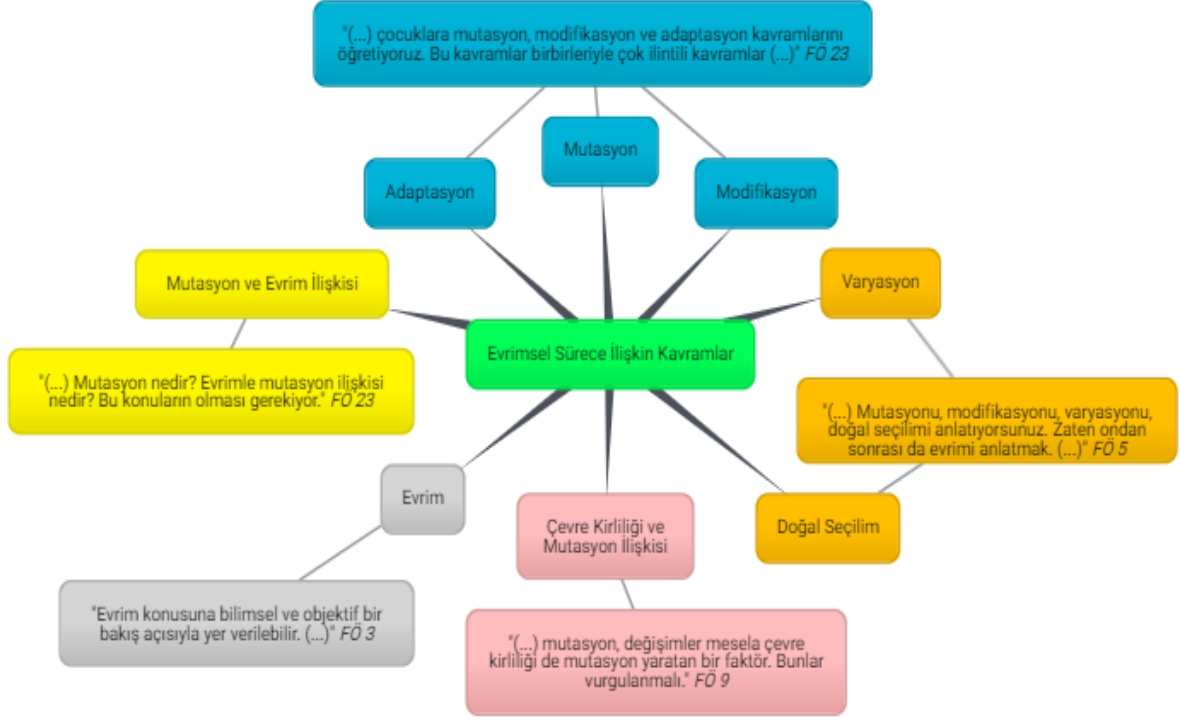 "(...) çocuklara mutasyon, modifikasyon ve adaptasyon kavramlarını
öğretiyoruz. Bu kavramlar birbirleriyle çok ilintili kavramlar (...)" FÖ 23
Mutasyon
Adaptasyon
Modifikasyon
Mutasyon ve Evrim İlişkisi
Varyasyon
Evrimsel Sürece İlişkin Kavramlar
"(...) Mutasyon nedir? Evrimle mutasyon ilişkisi
nedir? Bu konuların olması gerekiyor." FÖ 23
"(...) Mutasyonu, modifikasyonu, varyasyonu,
doğal seçilimi anlatıyorsunuz. Zaten ondan
sonrası da evrimi anlatmak. (...)" FÖ 5
Evrim
Çevre Kirliliği ve
Mutasyon İlişkisi
Doğal Seçilim
"Evrim konusuna bilimsel ve objektif bir
bakış açısıyla yer verilebilir. (...)" FÖ 3
"(...) mutasyon, değişimler mesela çevre
kirliliği de mutasyon yaratan bir faktör. Bunlar
vurgulanmalı." FÖ 9